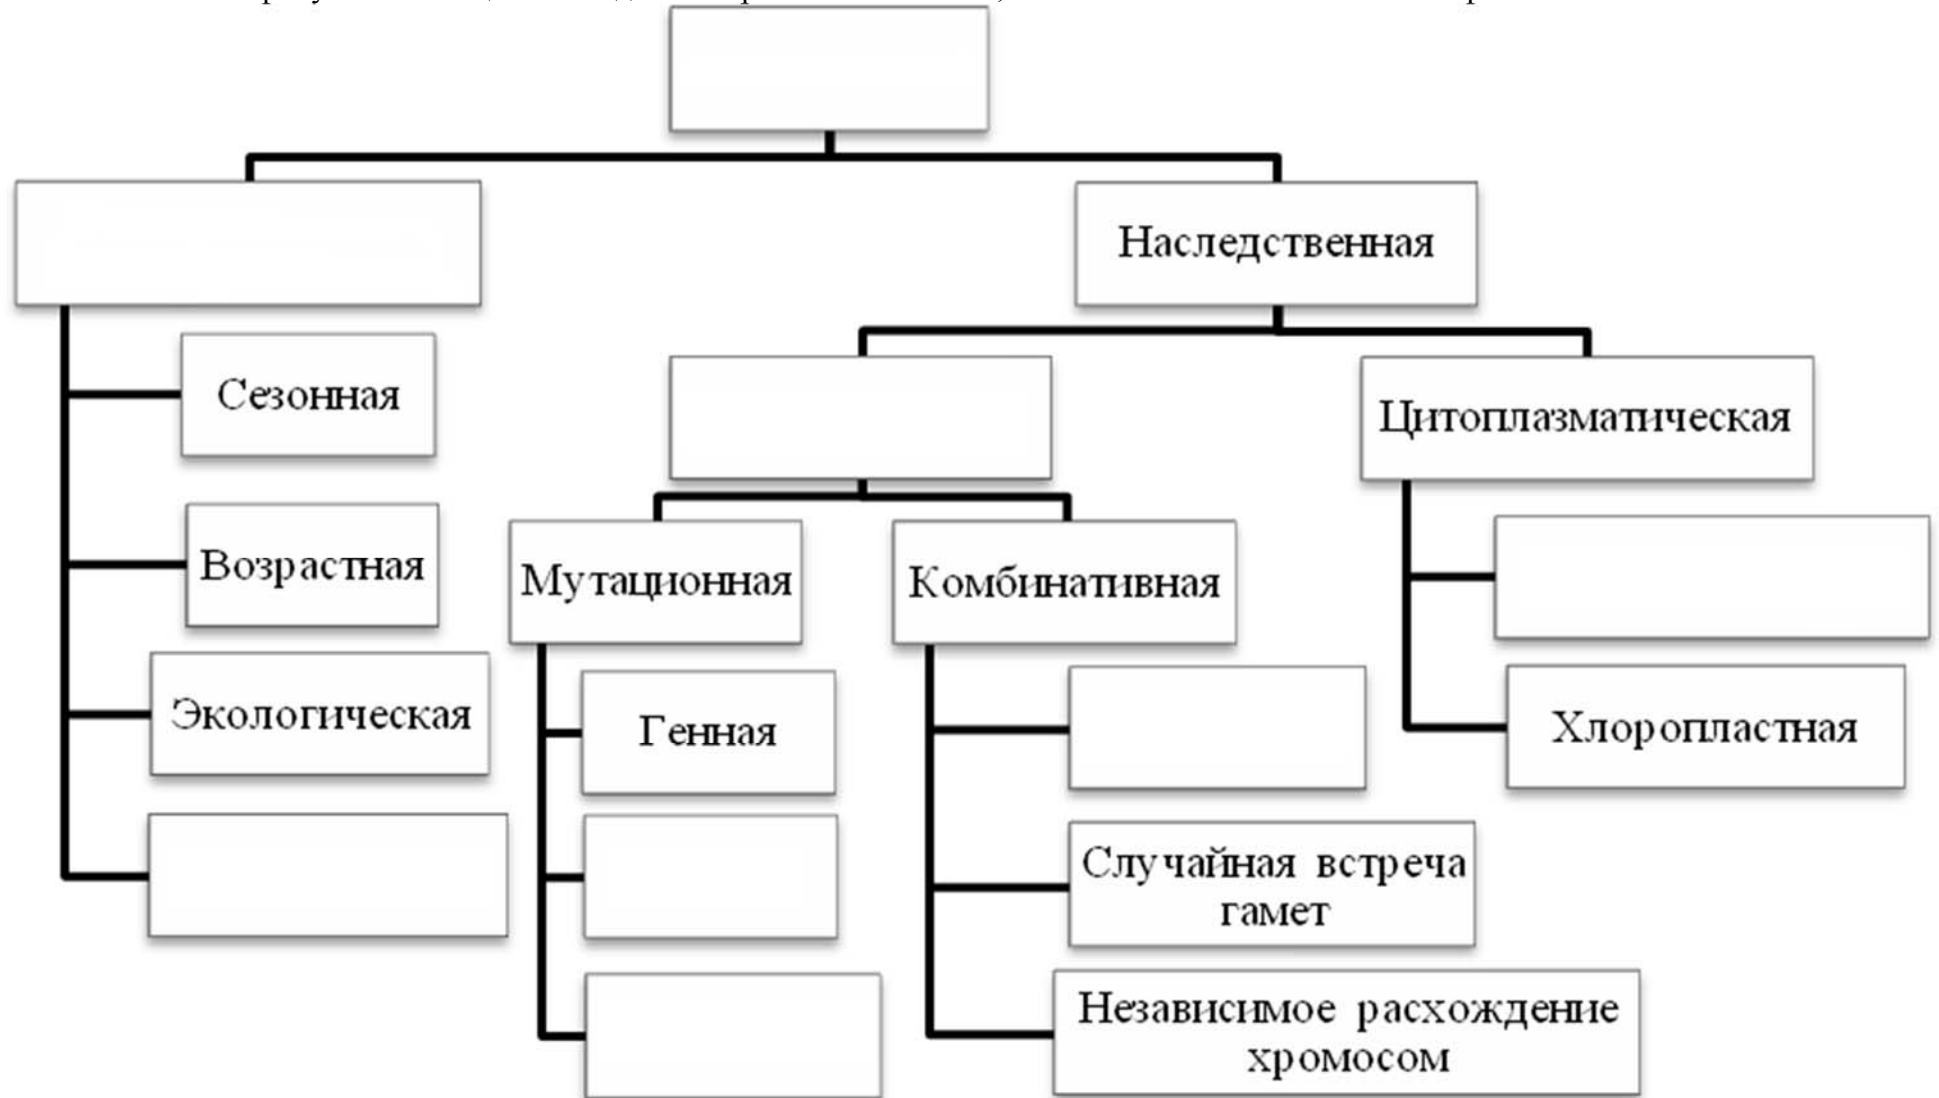 Наследственная
Сезонная
Цитоплазматическая
Возрастная
Мутационная
Комбинативная
Экологическая
Генная
Хлоропластная
Случайная встреча
гамет
Независимое расхождение
хромосом